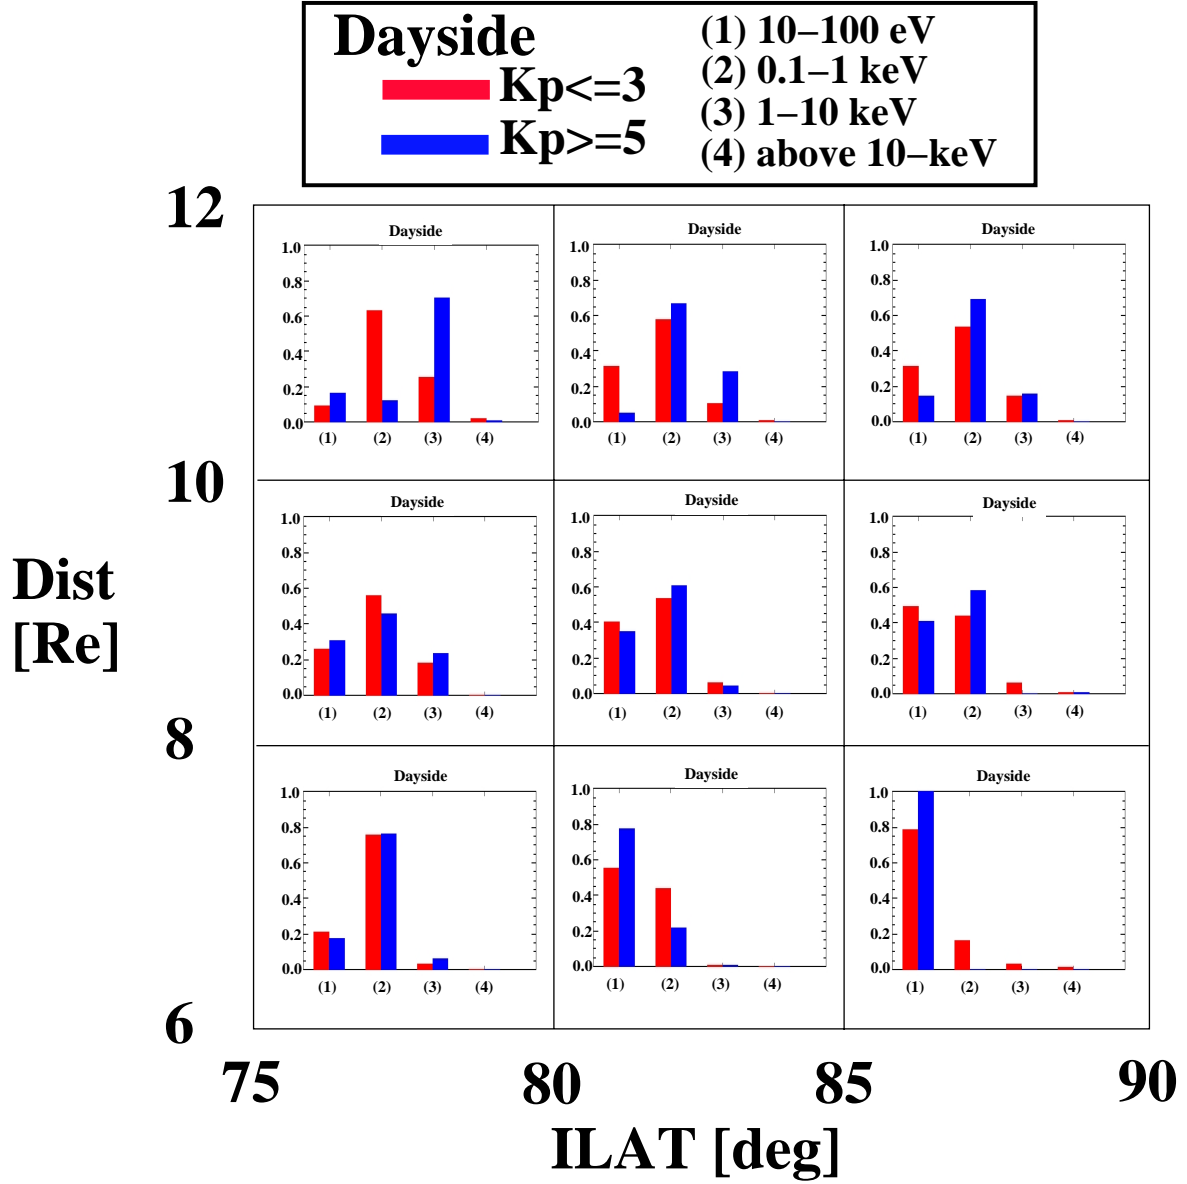 Dayside
Kp<=3
Kp>=5
(1) 10–100 eV
(2) 0.1–1 keV
(3) 1–10 keV
(4) above 10–keV
12
10
8
6
Dist
[Re]
Dayside
1.0
0.8
0.6
0.4
0.2
0.0
(1) (2) (3) (4)
Dayside
1.0
0.8
0.6
0.4
0.2
0.0
(1) (2) (3) (4)
Dayside
1.0
0.8
0.6
0.4
0.2
0.0
(1) (2) (3) (4)
Dayside
1.0
0.8
0.6
0.4
0.2
0.0
(1) (2) (3) (4)
Dayside
1.0
0.8
0.6
0.4
0.2
0.0
(1) (2) (3) (4)
Dayside
1.0
0.8
0.6
0.4
0.2
0.0
(1) (2) (3) (4)
Dayside
1.0
0.8
0.6
0.4
0.2
0.0
(1) (2) (3) (4)
Dayside
1.0
0.8
0.6
0.4
0.2
0.0
(1) (2) (3) (4)
Dayside
1.0
0.8
0.6
0.4
0.2
0.0
(1) (2) (3) (4)
75 80 85 90
ILAT [deg]